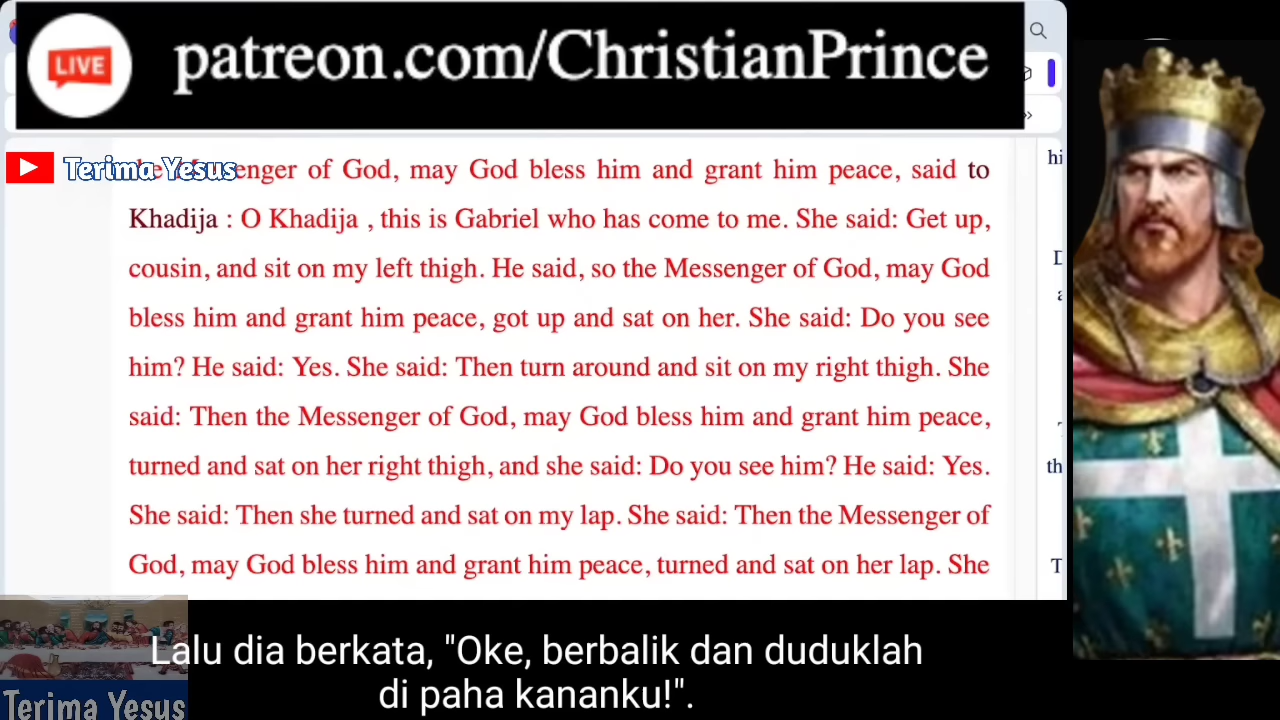 LIVE
patreon.com/ChristianPrince
Terima Yesus
enger of God, may God bless him and grant him peace, said to
Khadija : O Khadija , this is Gabriel who has come to me. She said: Get up,
cousin, and sit on my left thigh. He said, so the Messenger of God, may God
bless him and grant him peace, got up and sat on her. She said: Do you see
him? He said: Yes. She said: Then turn around and sit on my right thigh. She
said: Then the Messenger of God, may God bless him and grant him peace,
turned and sat on her right thigh, and she said: Do you see him? He said: Yes.
She said: Then she turned and sat on my lap. She said: Then the Messenger of
God, may God bless him and grant him peace, turned and sat on her lap. She
hi
th
Lalu dia berkata, "Oke, berbalik dan duduklah
di paha kananku!".
Terima Yesus